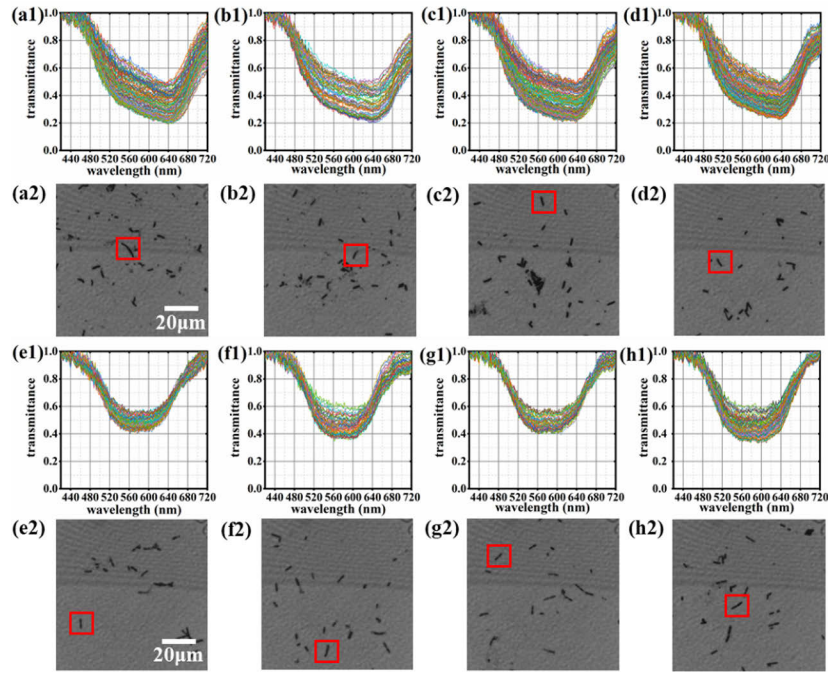 (a1) (b1) (c1) (d1)
1.0 1.0 1.0 1.0
0.8 0.8 0.8 0.8
0.6 0.6 0.6 0.6
0.4 0.4 0.4 0.4
0.2 0.2 0.2 0.2
0.0 0.0 0.0 0.0
transmittance transmittance transmittance transmittance
440 480 520 560 600 640 680 720 440 480 520 560 600 640 680 720 440 480 520 560 600 640 680 720 440 480 520 560 600 640 680 720
wavelength (nm) wavelength (nm) wavelength (nm) wavelength (nm)
(a2) (b2) (c2) (d2)
20μm
(e1) (f1) (g1) (h1)
1.0 1.0 1.0 1.0
0.8 0.8 0.8 0.8
0.6 0.6 0.6 0.6
0.4 0.4 0.4 0.4
0.2 0.2 0.2 0.2
0.0 0.0 0.0 0.0
transmittance transmittance transmittance transmittance
440 480 520 560 600 640 680 720 440 480 520 560 600 640 680 720 440 480 520 560 600 640 680 720 440 480 520 560 600 640 680 720
wavelength (nm) wavelength (nm) wavelength (nm) wavelength (nm)
(e2) (f2) (g2) (h2)
20μm